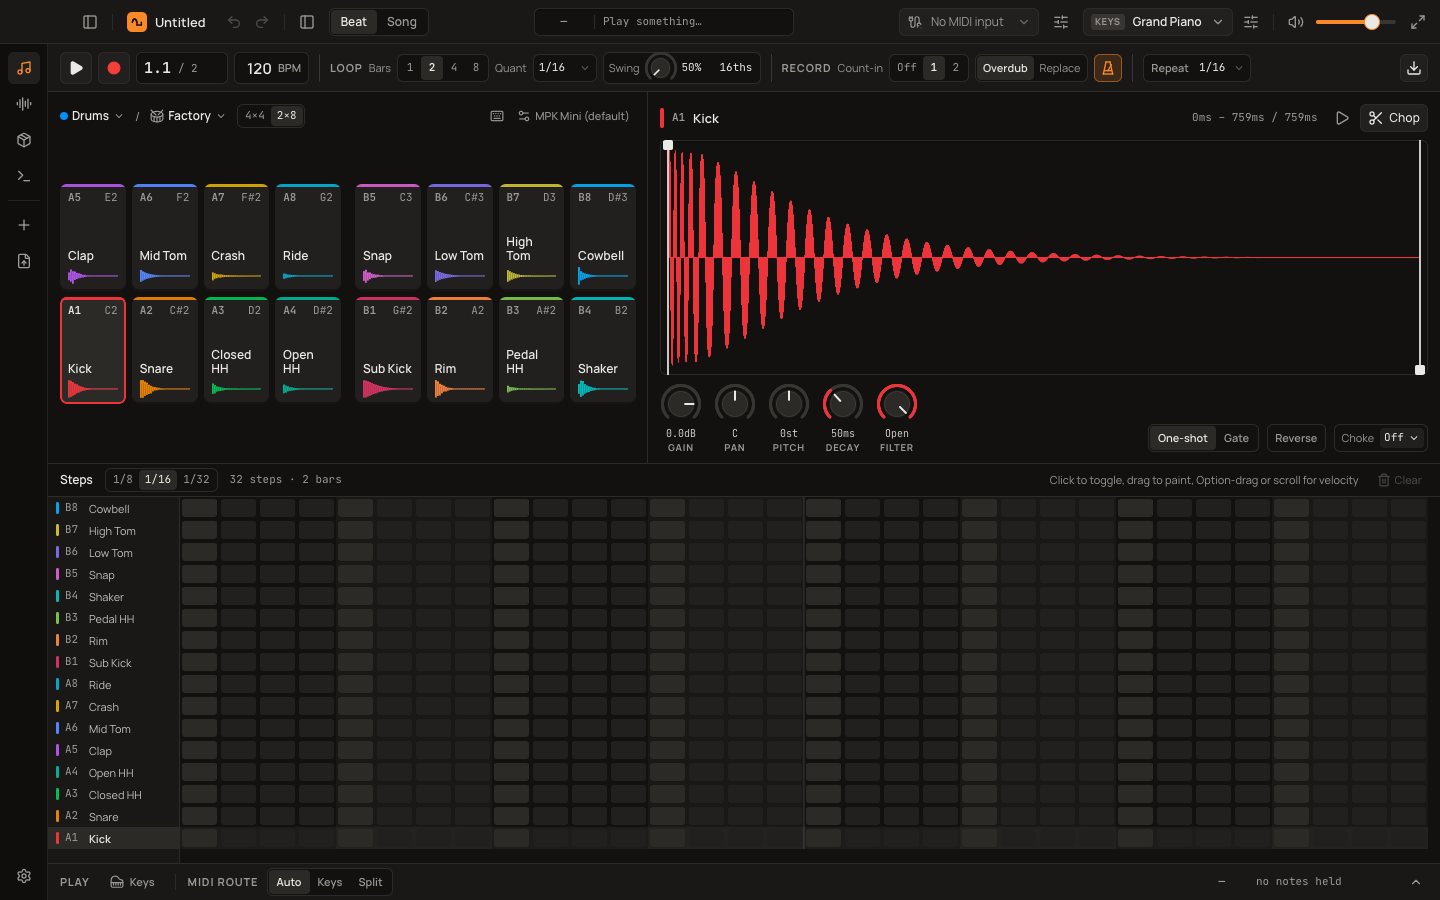 Untitled
Beat Song
– Play something…
No MIDI input
KEYS Grand Piano
1.1 / 2
120 BPM
LOOP Bars 1 2 4 8
Quant 1/16
Swing 50% 16ths
RECORD Count-in Off 1 2
Overdub Replace
Repeat 1/16
Drums / Factory 4×4 2×8
MPK Mini (default)
A5 E2 A6 F2 A7 F#2 A8 G2 B5 C3 B6 C#3 B7 D3 B8 D#3
Clap Mid Tom Crash Ride Snap Low Tom High Tom Cowbell
A1 C2 A2 C#2 A3 D2 A4 D#2 B1 G#2 B2 A2 B3 A#2 B4 B2
Kick Snare Closed HH Open HH Sub Kick Rim Pedal HH Shaker
A1 Kick
0ms – 759ms / 759ms
Chop
0.0dB C 0st 50ms Open
GAIN PAN PITCH DECAY FILTER
One-shot Gate Reverse Choke Off
Steps 1/8 1/16 1/32 32 steps · 2 bars
Click to toggle, drag to paint, Option-drag or scroll for velocity
Clear
B8 Cowbell
B7 High Tom
B6 Low Tom
B5 Snap
B4 Shaker
B3 Pedal HH
B2 Rim
B1 Sub Kick
A8 Ride
A7 Crash
A6 Mid Tom
A5 Clap
A4 Open HH
A3 Closed HH
A2 Snare
A1 Kick
PLAY Keys MIDI ROUTE Auto Keys Split
– no notes held